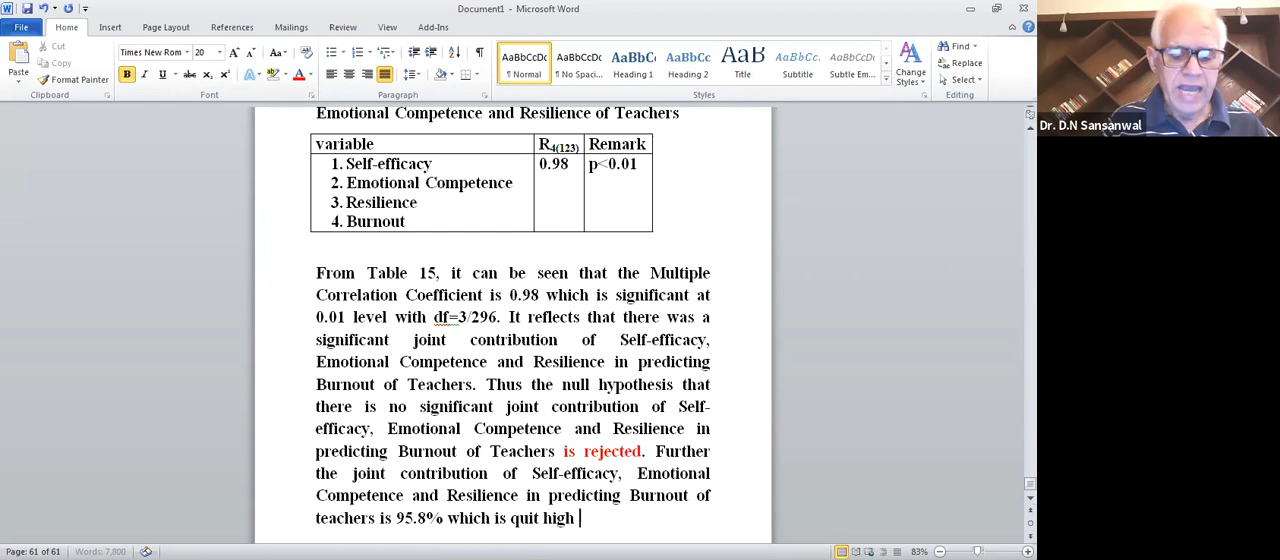 Document1 - Microsoft Word
File Home Insert Page Layout References Mailings Review View Add-Ins
Paste
Cut
Copy
Format Painter
Clipboard
Times New Rom 20
Font
Paragraph
AaBbCcDc AaBbCcDc AaBbCc AaBbCc AaB AaBbCc. AaBbCcDc
¶ Normal ¶ No Spaci... Heading 1 Heading 2 Title Subtitle Subtle Em...
Styles
Change Styles
Find
Replace
Select
Editing
Dr. D.N Sansanwal
Emotional Competence and Resilience of Teachers
variable R4(123) Remark
1. Self-efficacy 0.98 p<0.01
2. Emotional Competence
3. Resilience
4. Burnout
From Table 15, it can be seen that the Multiple
Correlation Coefficient is 0.98 which is significant at
0.01 level with df=3/296. It reflects that there was a
significant joint contribution of Self-efficacy,
Emotional Competence and Resilience in predicting
Burnout of Teachers. Thus the null hypothesis that
there is no significant joint contribution of Self-
efficacy, Emotional Competence and Resilience in
predicting Burnout of Teachers is rejected. Further
the joint contribution of Self-efficacy, Emotional
Competence and Resilience in predicting Burnout of
teachers is 95.8% which is quit high
Page: 61 of 61 Words: 7,800 83%